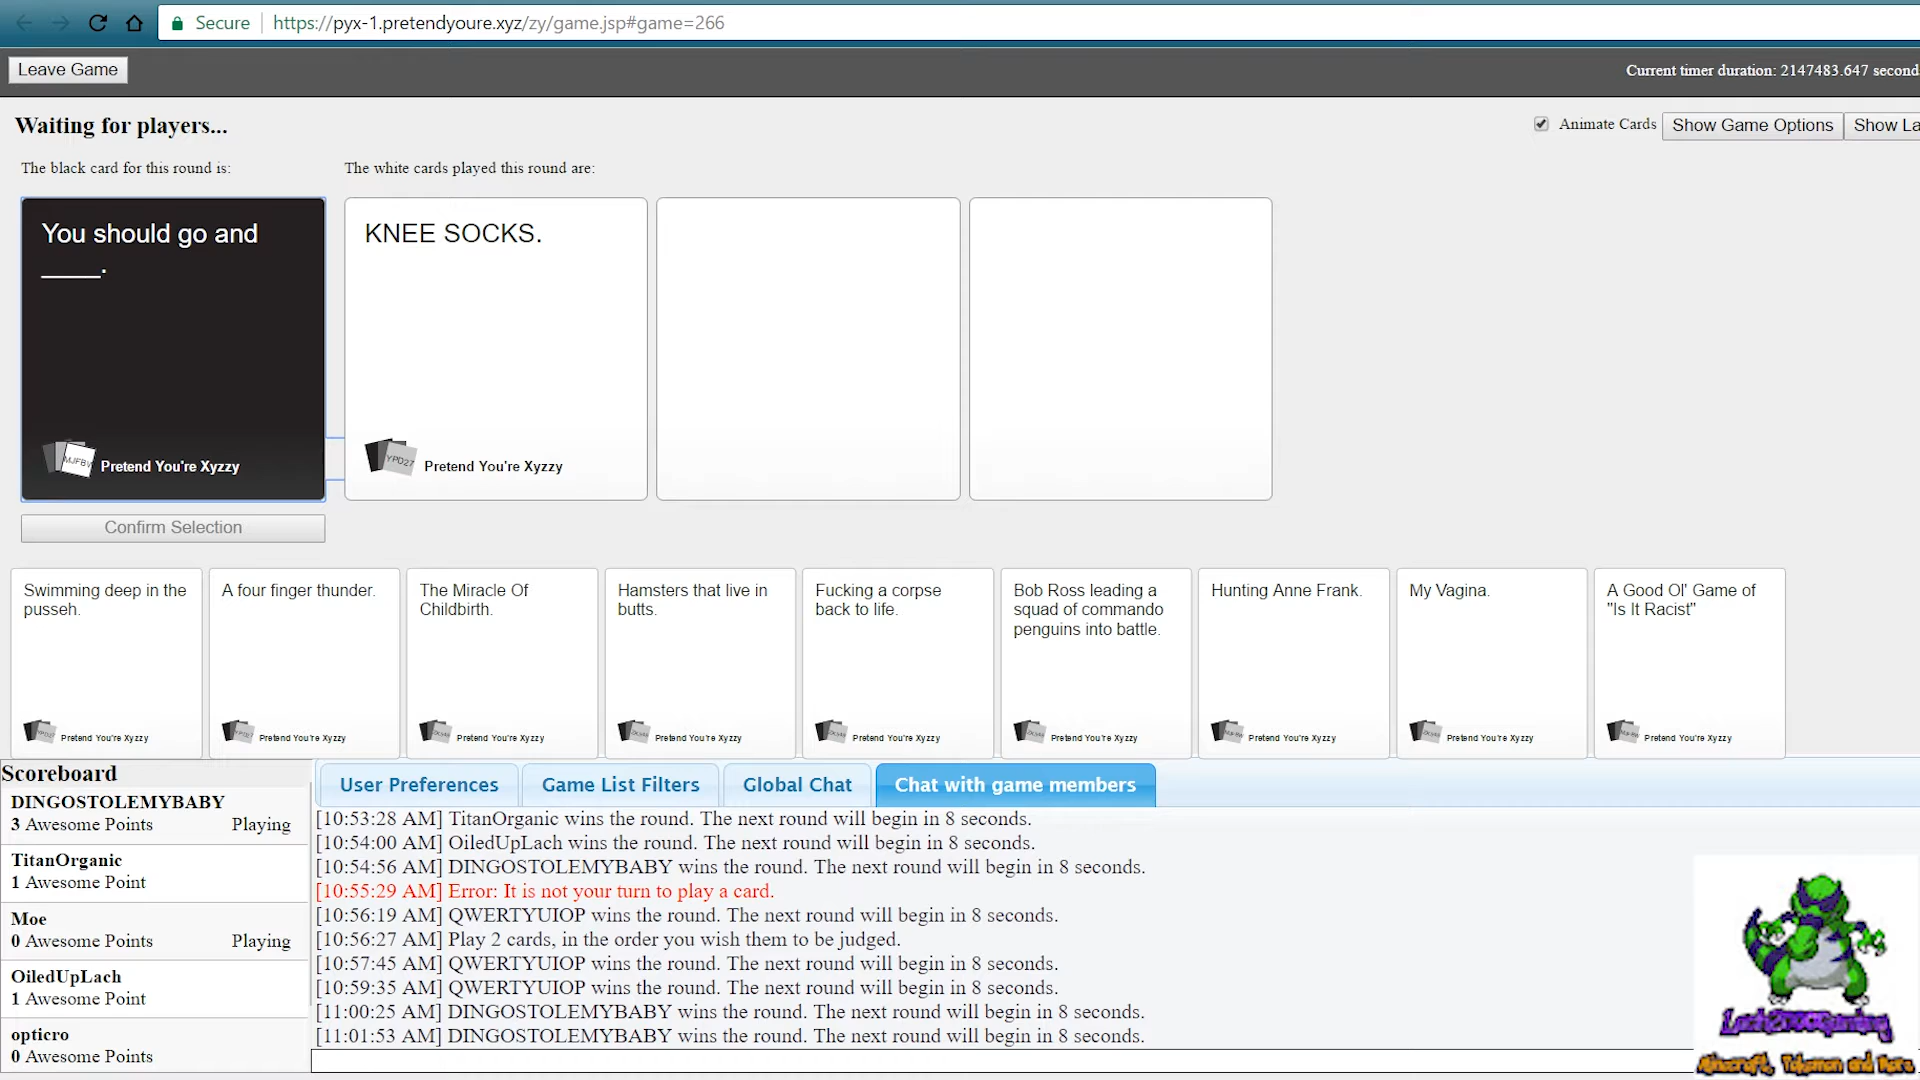 Secure
https://pyx-1.pretendyoure.xyz/zy/game.jsp#game=266
Leave Game
Current timer duration: 2147483.647 second
Waiting for players...
Animate Cards
Show Game Options
Show La
The black card for this round is:
The white cards played this round are:
You should go and
____.
KNEE SOCKS.
MJFBW
Pretend You're Xyzzy
YPD27
Pretend You're Xyzzy
Confirm Selection
Swimming deep in the
pusseh.
Pretend You're Xyzzy
A four finger thunder.
Pretend You're Xyzzy
The Miracle Of
Childbirth.
Pretend You're Xyzzy
Hamsters that live in
butts.
Pretend You're Xyzzy
Fucking a corpse
back to life.
Pretend You're Xyzzy
Bob Ross leading a
squad of commando
penguins into battle.
Pretend You're Xyzzy
Hunting Anne Frank.
Pretend You're Xyzzy
My Vagina.
Pretend You're Xyzzy
A Good Ol' Game of
"Is It Racist"
Pretend You're Xyzzy
Scoreboard
DINGOSTOLEMYBABY
3 Awesome Points
Playing
TitanOrganic
1 Awesome Point
Moe
0 Awesome Points
Playing
OiledUpLach
1 Awesome Point
opticro
0 Awesome Points
User Preferences
Game List Filters
Global Chat
Chat with game members
[10:53:28 AM] TitanOrganic wins the round. The next round will begin in 8 seconds.
[10:54:00 AM] OiledUpLach wins the round. The next round will begin in 8 seconds.
[10:54:56 AM] DINGOSTOLEMYBABY wins the round. The next round will begin in 8 seconds.
[10:55:29 AM] Error: It is not your turn to play a card.
[10:56:19 AM] QWERTYUIOP wins the round. The next round will begin in 8 seconds.
[10:56:27 AM] Play 2 cards, in the order you wish them to be judged.
[10:57:45 AM] QWERTYUIOP wins the round. The next round will begin in 8 seconds.
[10:59:35 AM] QWERTYUIOP wins the round. The next round will begin in 8 seconds.
[11:00:25 AM] DINGOSTOLEMYBABY wins the round. The next round will begin in 8 seconds.
[11:01:53 AM] DINGOSTOLEMYBABY wins the round. The next round will begin in 8 seconds.
Minecraft, Pokemon and More